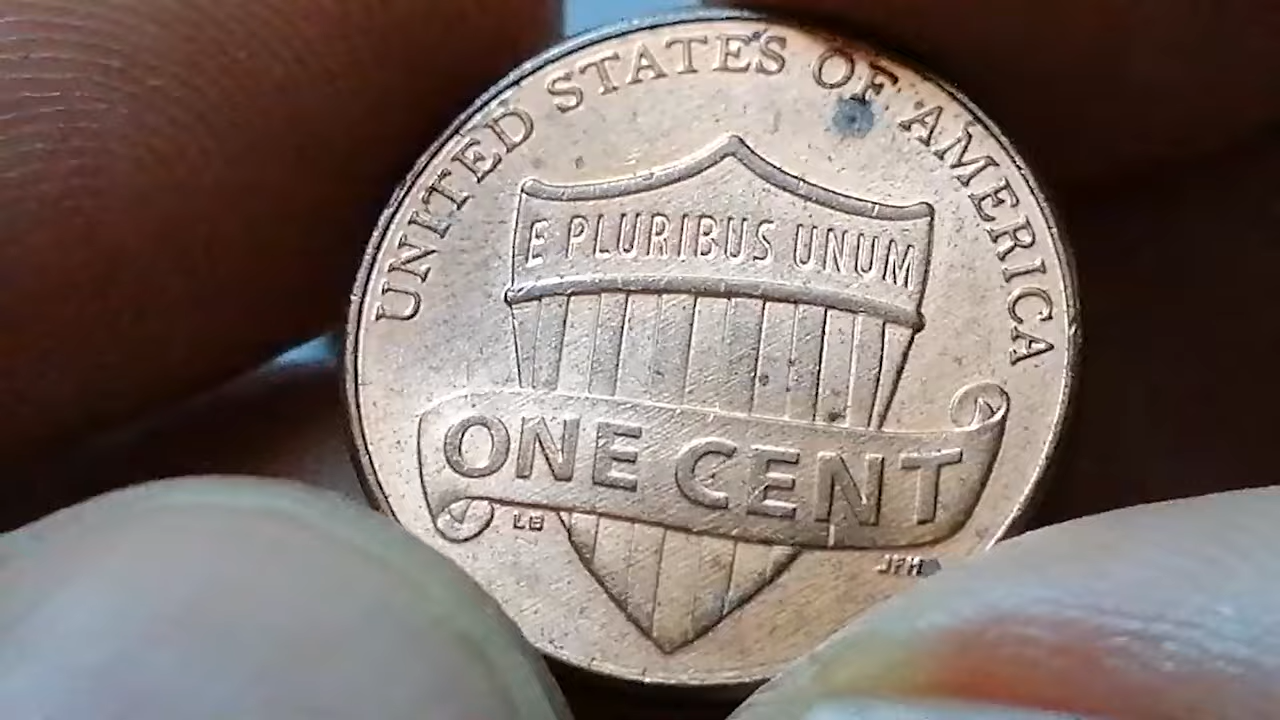 UNITED STATES OF AMERICA
E PLURIBUS UNUM
ONE CENT
LB
JFM